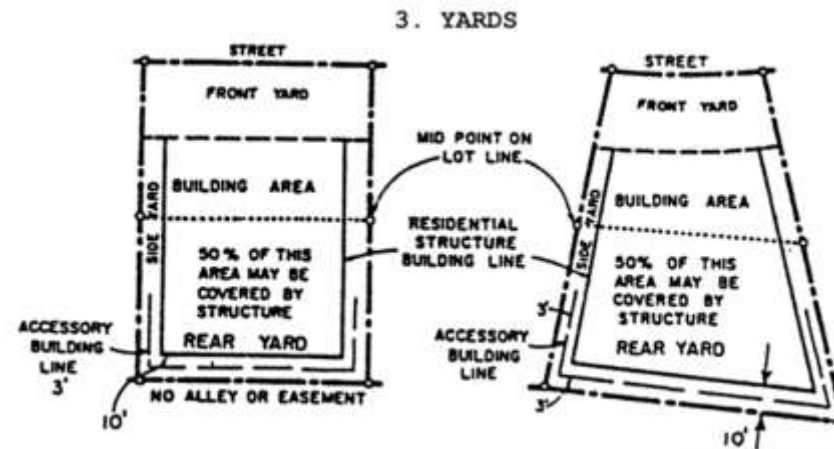 3. YARDS
STREET
FRONT YARD
BUILDING AREA
SIDE YARD
50% OF THIS
AREA MAY BE
COVERED BY
STRUCTURE
REAR YARD
ACCESSORY
BUILDING
LINE
3'
10'
NO ALLEY OR EASEMENT
MID POINT ON
LOT LINE
RESIDENTIAL
STRUCTURE
BUILDING LINE
STREET
FRONT YARD
BUILDING AREA
SIDE YARD
50% OF THIS
AREA MAY BE
COVERED BY
STRUCTURE
REAR YARD
3'
ACCESSORY
BUILDING
LINE
3'
10'